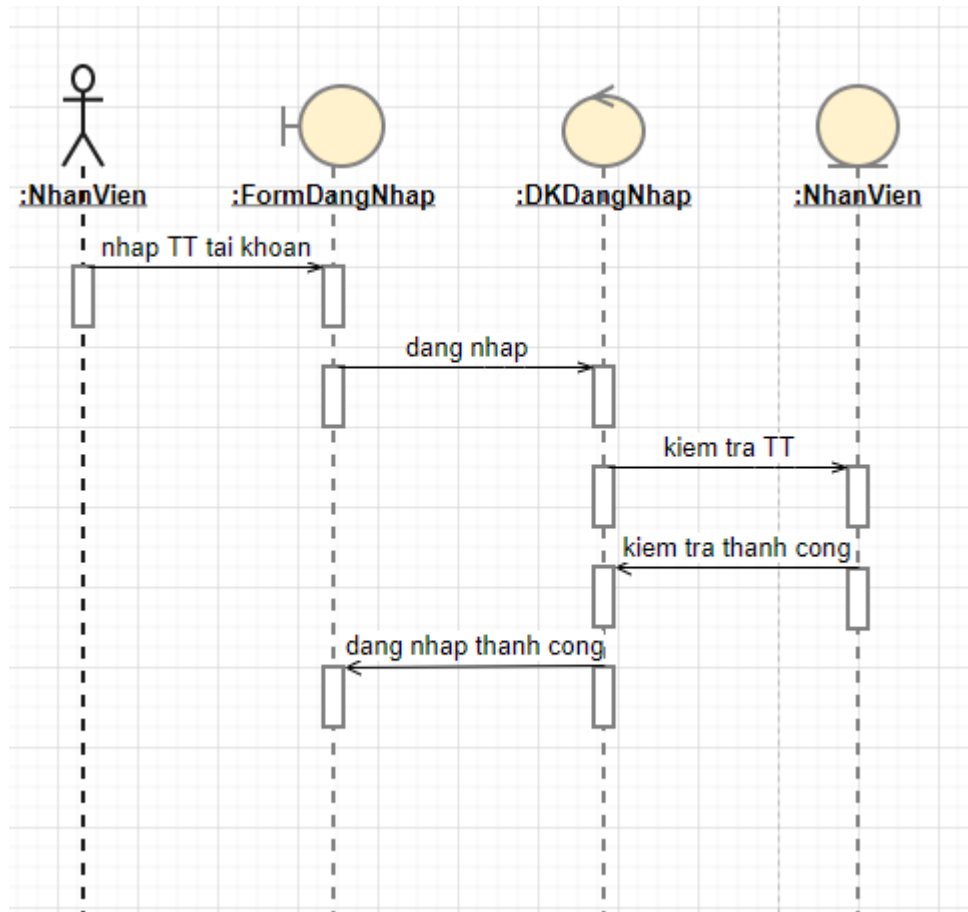 :NhanVien
:FormDangNhap
:DKDangNhap
:NhanVien
nhap TT tai khoan
dang nhap
kiem tra TT
kiem tra thanh cong
dang nhap thanh cong